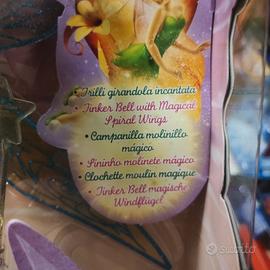 • Trilli girandola incantata
• Tinker Bell with Magical
Spiral Wings
• Campanilla molinillo
mágico
• Sininho molinete mágico
• Clochette moulin magique
• Tinker Bell magische
Windflügel
subito